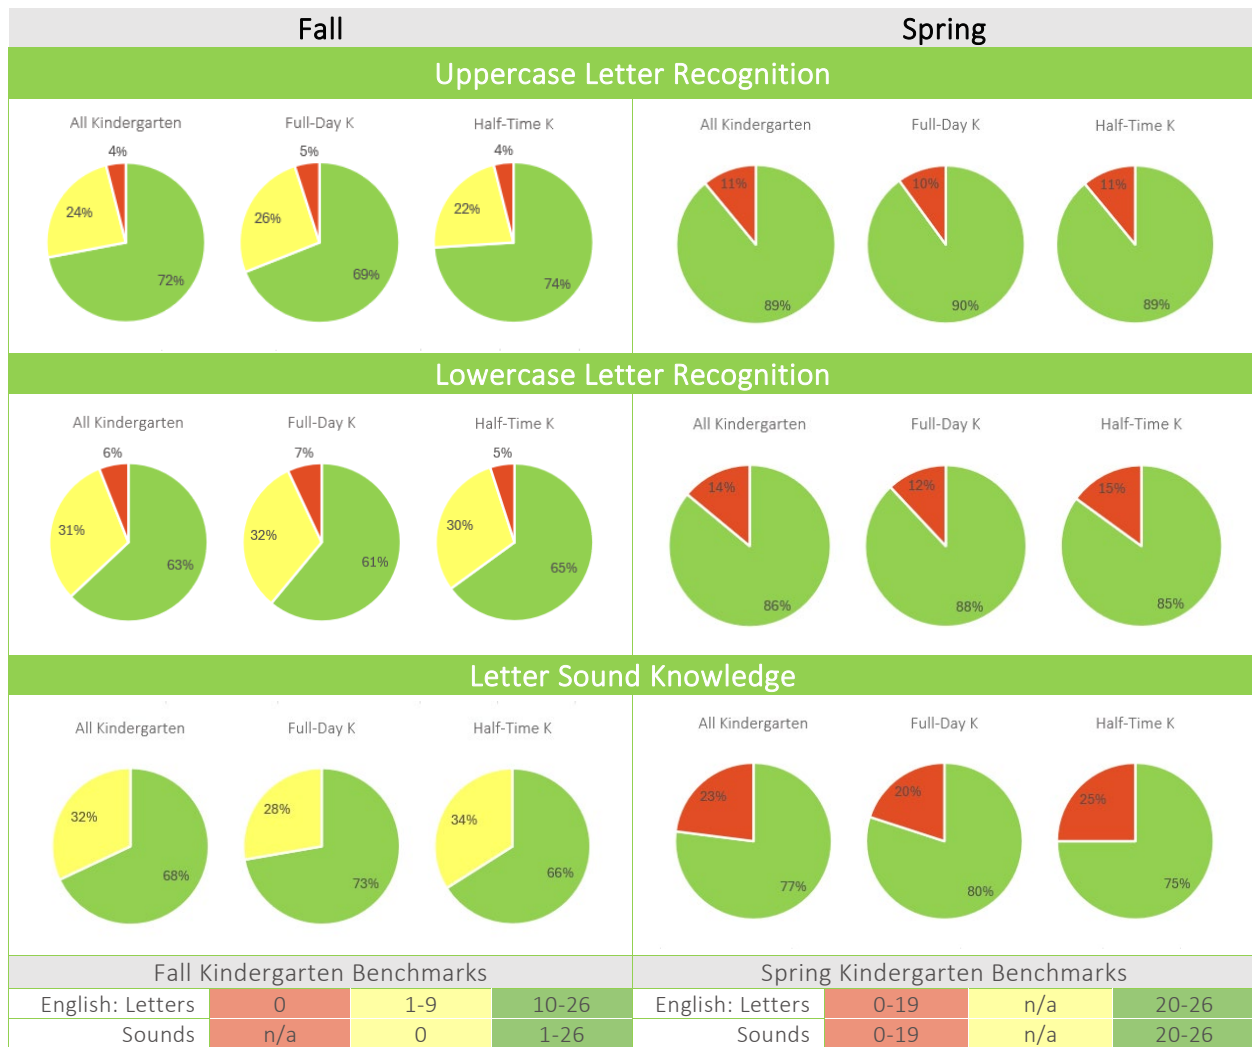 Fall Spring
Uppercase Letter Recognition
All Kindergarten Full-Day K Half-Time K All Kindergarten Full-Day K Half-Time K
4% 5% 4%
24% 26% 22% 11% 10% 11%
72% 69% 74% 89% 90% 89%
Lowercase Letter Recognition
All Kindergarten Full-Day K Half-Time K All Kindergarten Full-Day K Half-Time K
6% 7% 5%
31% 32% 30% 14% 12% 15%
63% 61% 65% 86% 88% 85%
Letter Sound Knowledge
All Kindergarten Full-Day K Half-Time K All Kindergarten Full-Day K Half-Time K
32% 28% 34% 23% 20% 25%
68% 73% 66% 77% 80% 75%
Fall Kindergarten Benchmarks Spring Kindergarten Benchmarks
English: Letters 0 1-9 10-26 English: Letters 0-19 n/a 20-26
Sounds n/a 0 1-26 Sounds 0-19 n/a 20-26